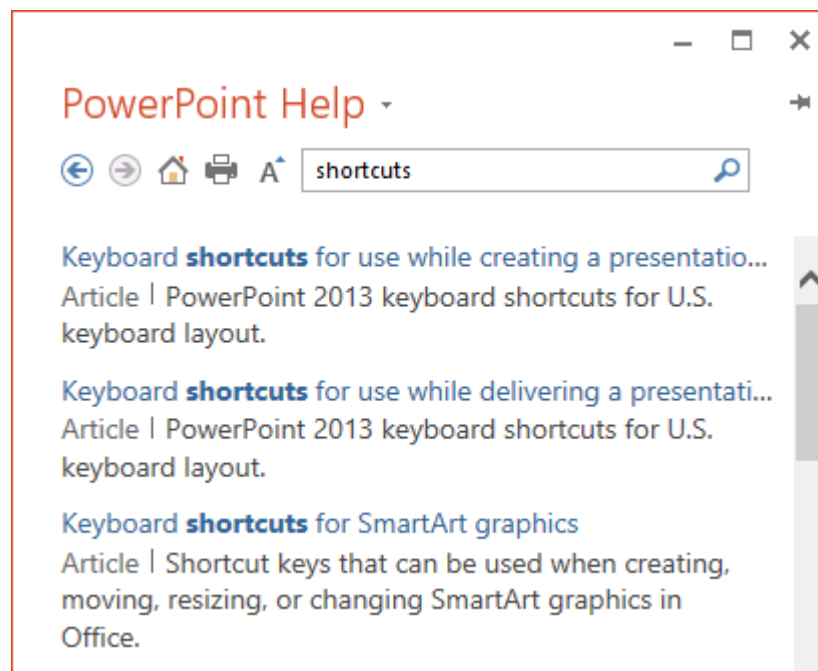 PowerPoint Help
shortcuts
Keyboard shortcuts for use while creating a presentatio...
Article | PowerPoint 2013 keyboard shortcuts for U.S.
keyboard layout.
Keyboard shortcuts for use while delivering a presentati...
Article | PowerPoint 2013 keyboard shortcuts for U.S.
keyboard layout.
Keyboard shortcuts for SmartArt graphics
Article | Shortcut keys that can be used when creating,
moving, resizing, or changing SmartArt graphics in
Office.